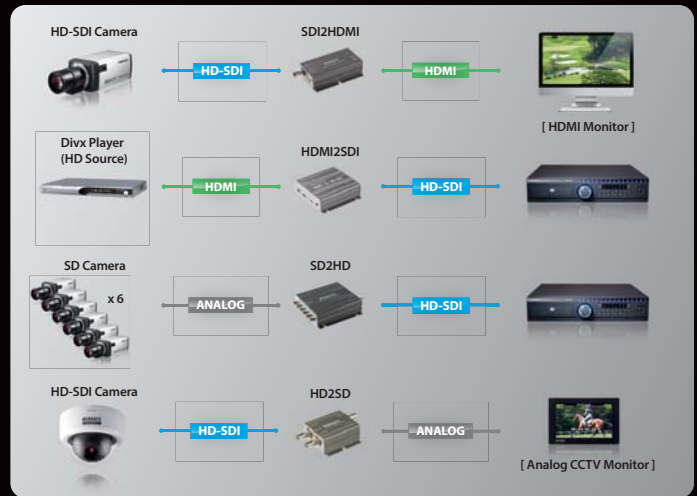 HD-SDI Camera
SDI2HDMI
HD-SDI
HDMI
[ HDMI Monitor ]
Divx Player
(HD Source)
HDMI2SDI
HDMI
HD-SDI
SD Camera
x 6
SD2HD
ANALOG
HD-SDI
HD-SDI Camera
HD2SD
HD-SDI
ANALOG
[ Analog CCTV Monitor ]